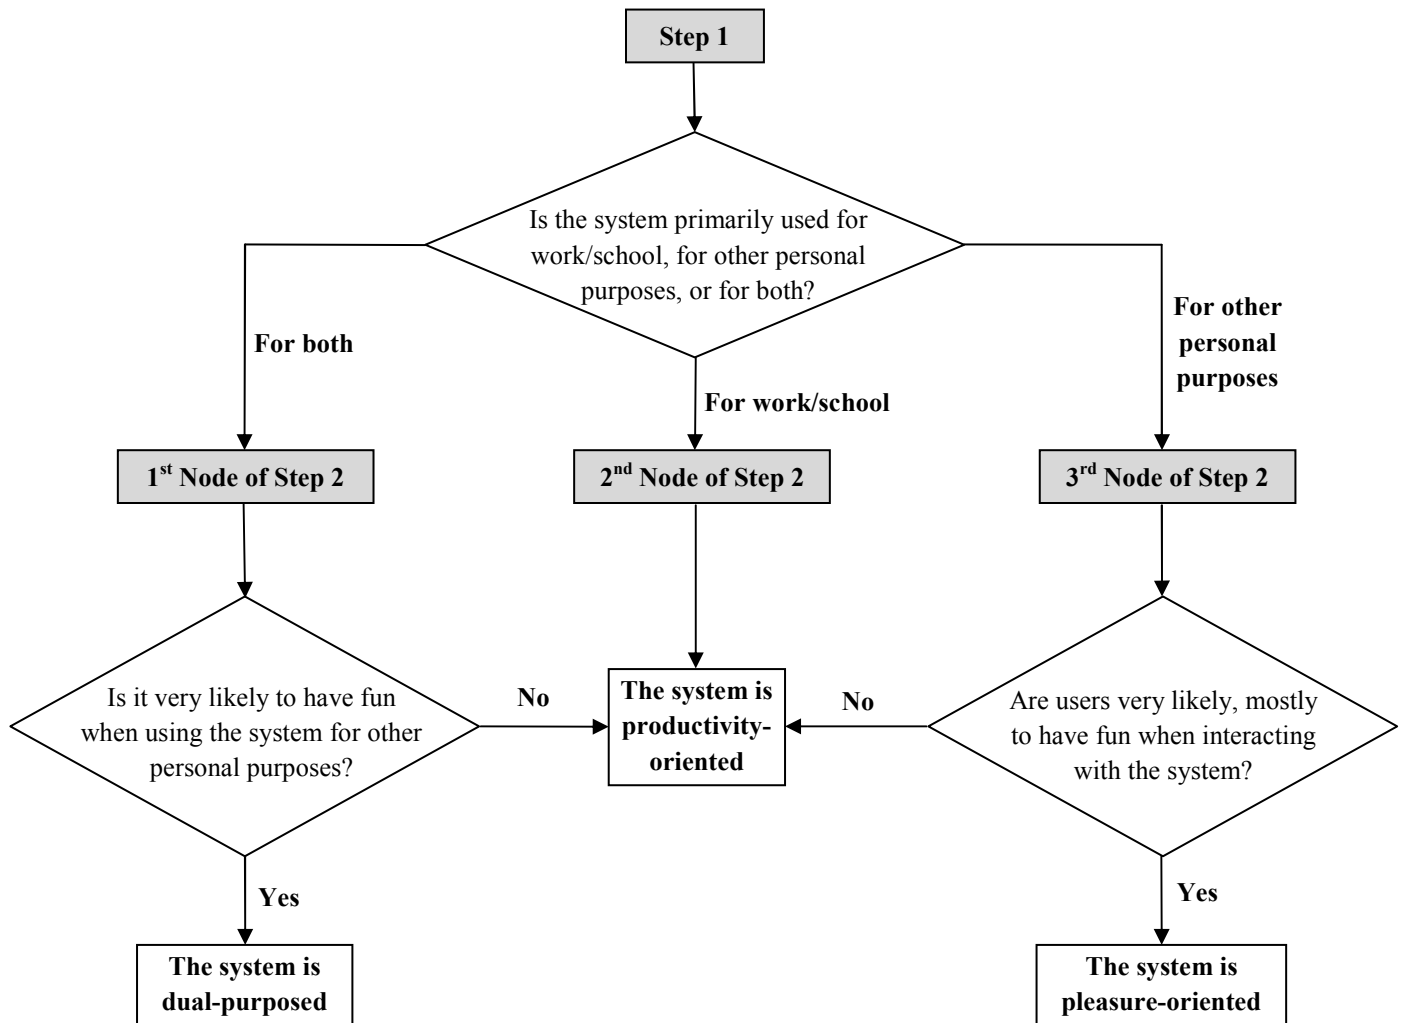 Step 1
Is the system primarily used for
work/school, for other personal
purposes, or for both?
For both
For work/school
For other
personal
purposes
1st Node of Step 2
2nd Node of Step 2
3rd Node of Step 2
Is it very likely to have fun
when using the system for other
personal purposes?
No
The system is
productivity-
oriented
No
Are users very likely, mostly
to have fun when interacting
with the system?
Yes
Yes
The system is
dual-purposed
The system is
pleasure-oriented